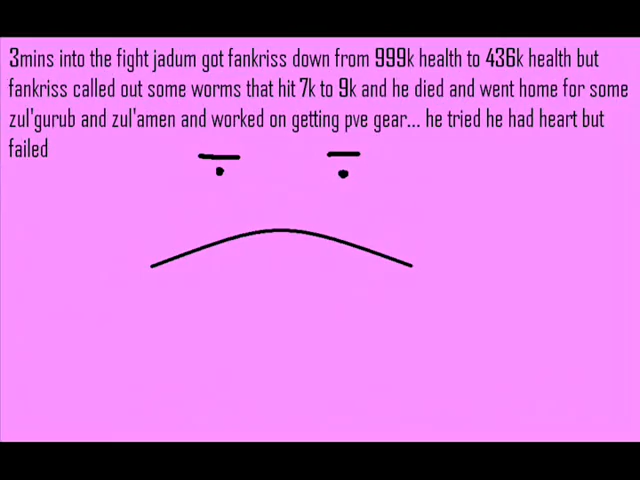 3mins into the fight jadum got fankriss down from 999k health to 436k health but
fankriss called out some worms that hit 7k to 9k and he died and went home for some
zul'gurub and zul'amen and worked on getting pve gear... he tried he had heart but
failed